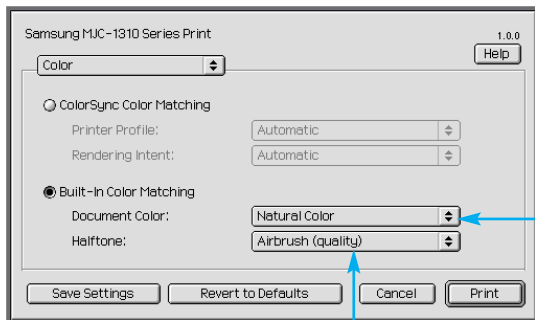 Samsung MJC-1310 Series Print
1.0.0
Help
Color
ColorSync Color Matching
Printer Profile: Automatic
Rendering Intent: Automatic
Built-In Color Matching
Document Color: Natural Color
Halftone: Airbrush (quality)
Save Settings Revert to Defaults Cancel Print